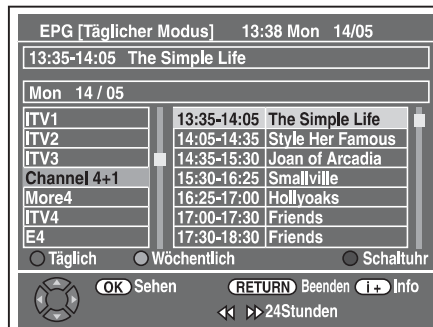 EPG [Täglicher Modus] 13:38 Mon 14/05
13:35-14:05 The Simple Life
Mon 14 / 05
ITV1 13:35-14:05 The Simple Life
ITV2 14:05-14:35 Style Her Famous
ITV3 14:35-15:30 Joan of Arcadia
Channel 4+1 15:30-16:25 Smallville
More4 16:25-17:00 Hollyoaks
ITV4 17:00-17:30 Friends
E4 17:30-18:30 Friends
Täglich Wöchentlich Schaltuhr
OK Sehen RETURN Beenden i+ Info
24Stunden